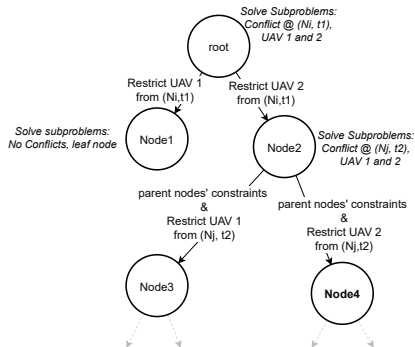 Solve Subproblems:
Conflict @ (Ni, t1),
UAV 1 and 2
root
Restrict UAV 1
from (Ni,t1)
Restrict UAV 2
from (Ni,t1)
Solve subproblems:
No Conflicts, leaf node
Node1
Node2
Solve Subproblems:
Conflict @ (Nj, t2),
UAV 1 and 2
parent nodes' constraints
&
Restrict UAV 1
from (Nj, t2)
parent nodes' constraints
&
Restrict UAV 2
from (Nj,t2)
Node3
Node4